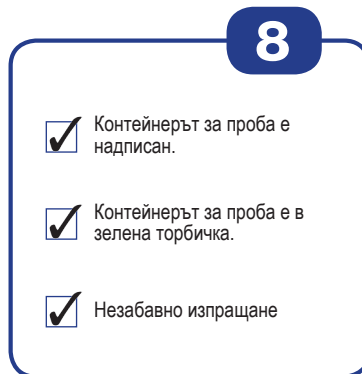 8
Контейнерът за проба е
надписан.
Контейнерът за проба е в
зелена торбичка.
Незабавно изпращане